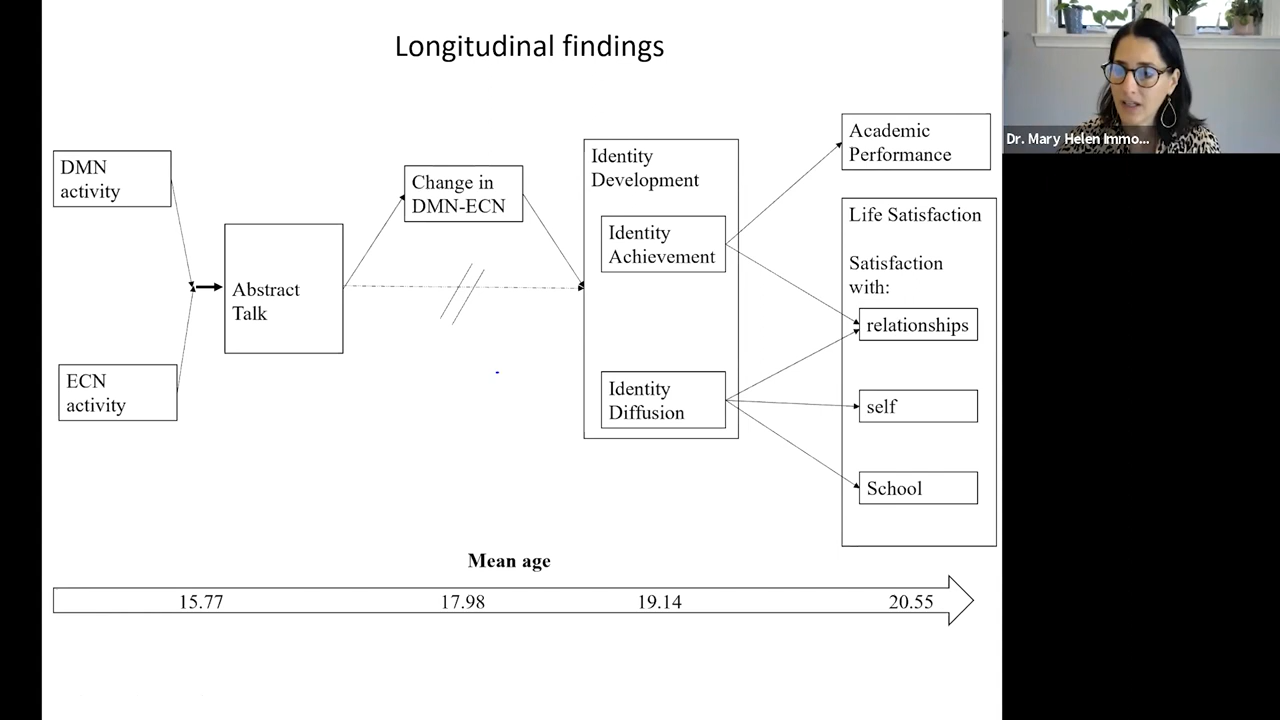 Longitudinal findings
Dr. Mary Helen Immo...
DMN
activity
ECN
activity
Abstract
Talk
Change in
DMN-ECN
Identity
Development
Identity
Achievement
Identity
Diffusion
Academic
Performance
Life Satisfaction
Satisfaction
with:
relationships
self
School
Mean age
15.77 17.98 19.14 20.55